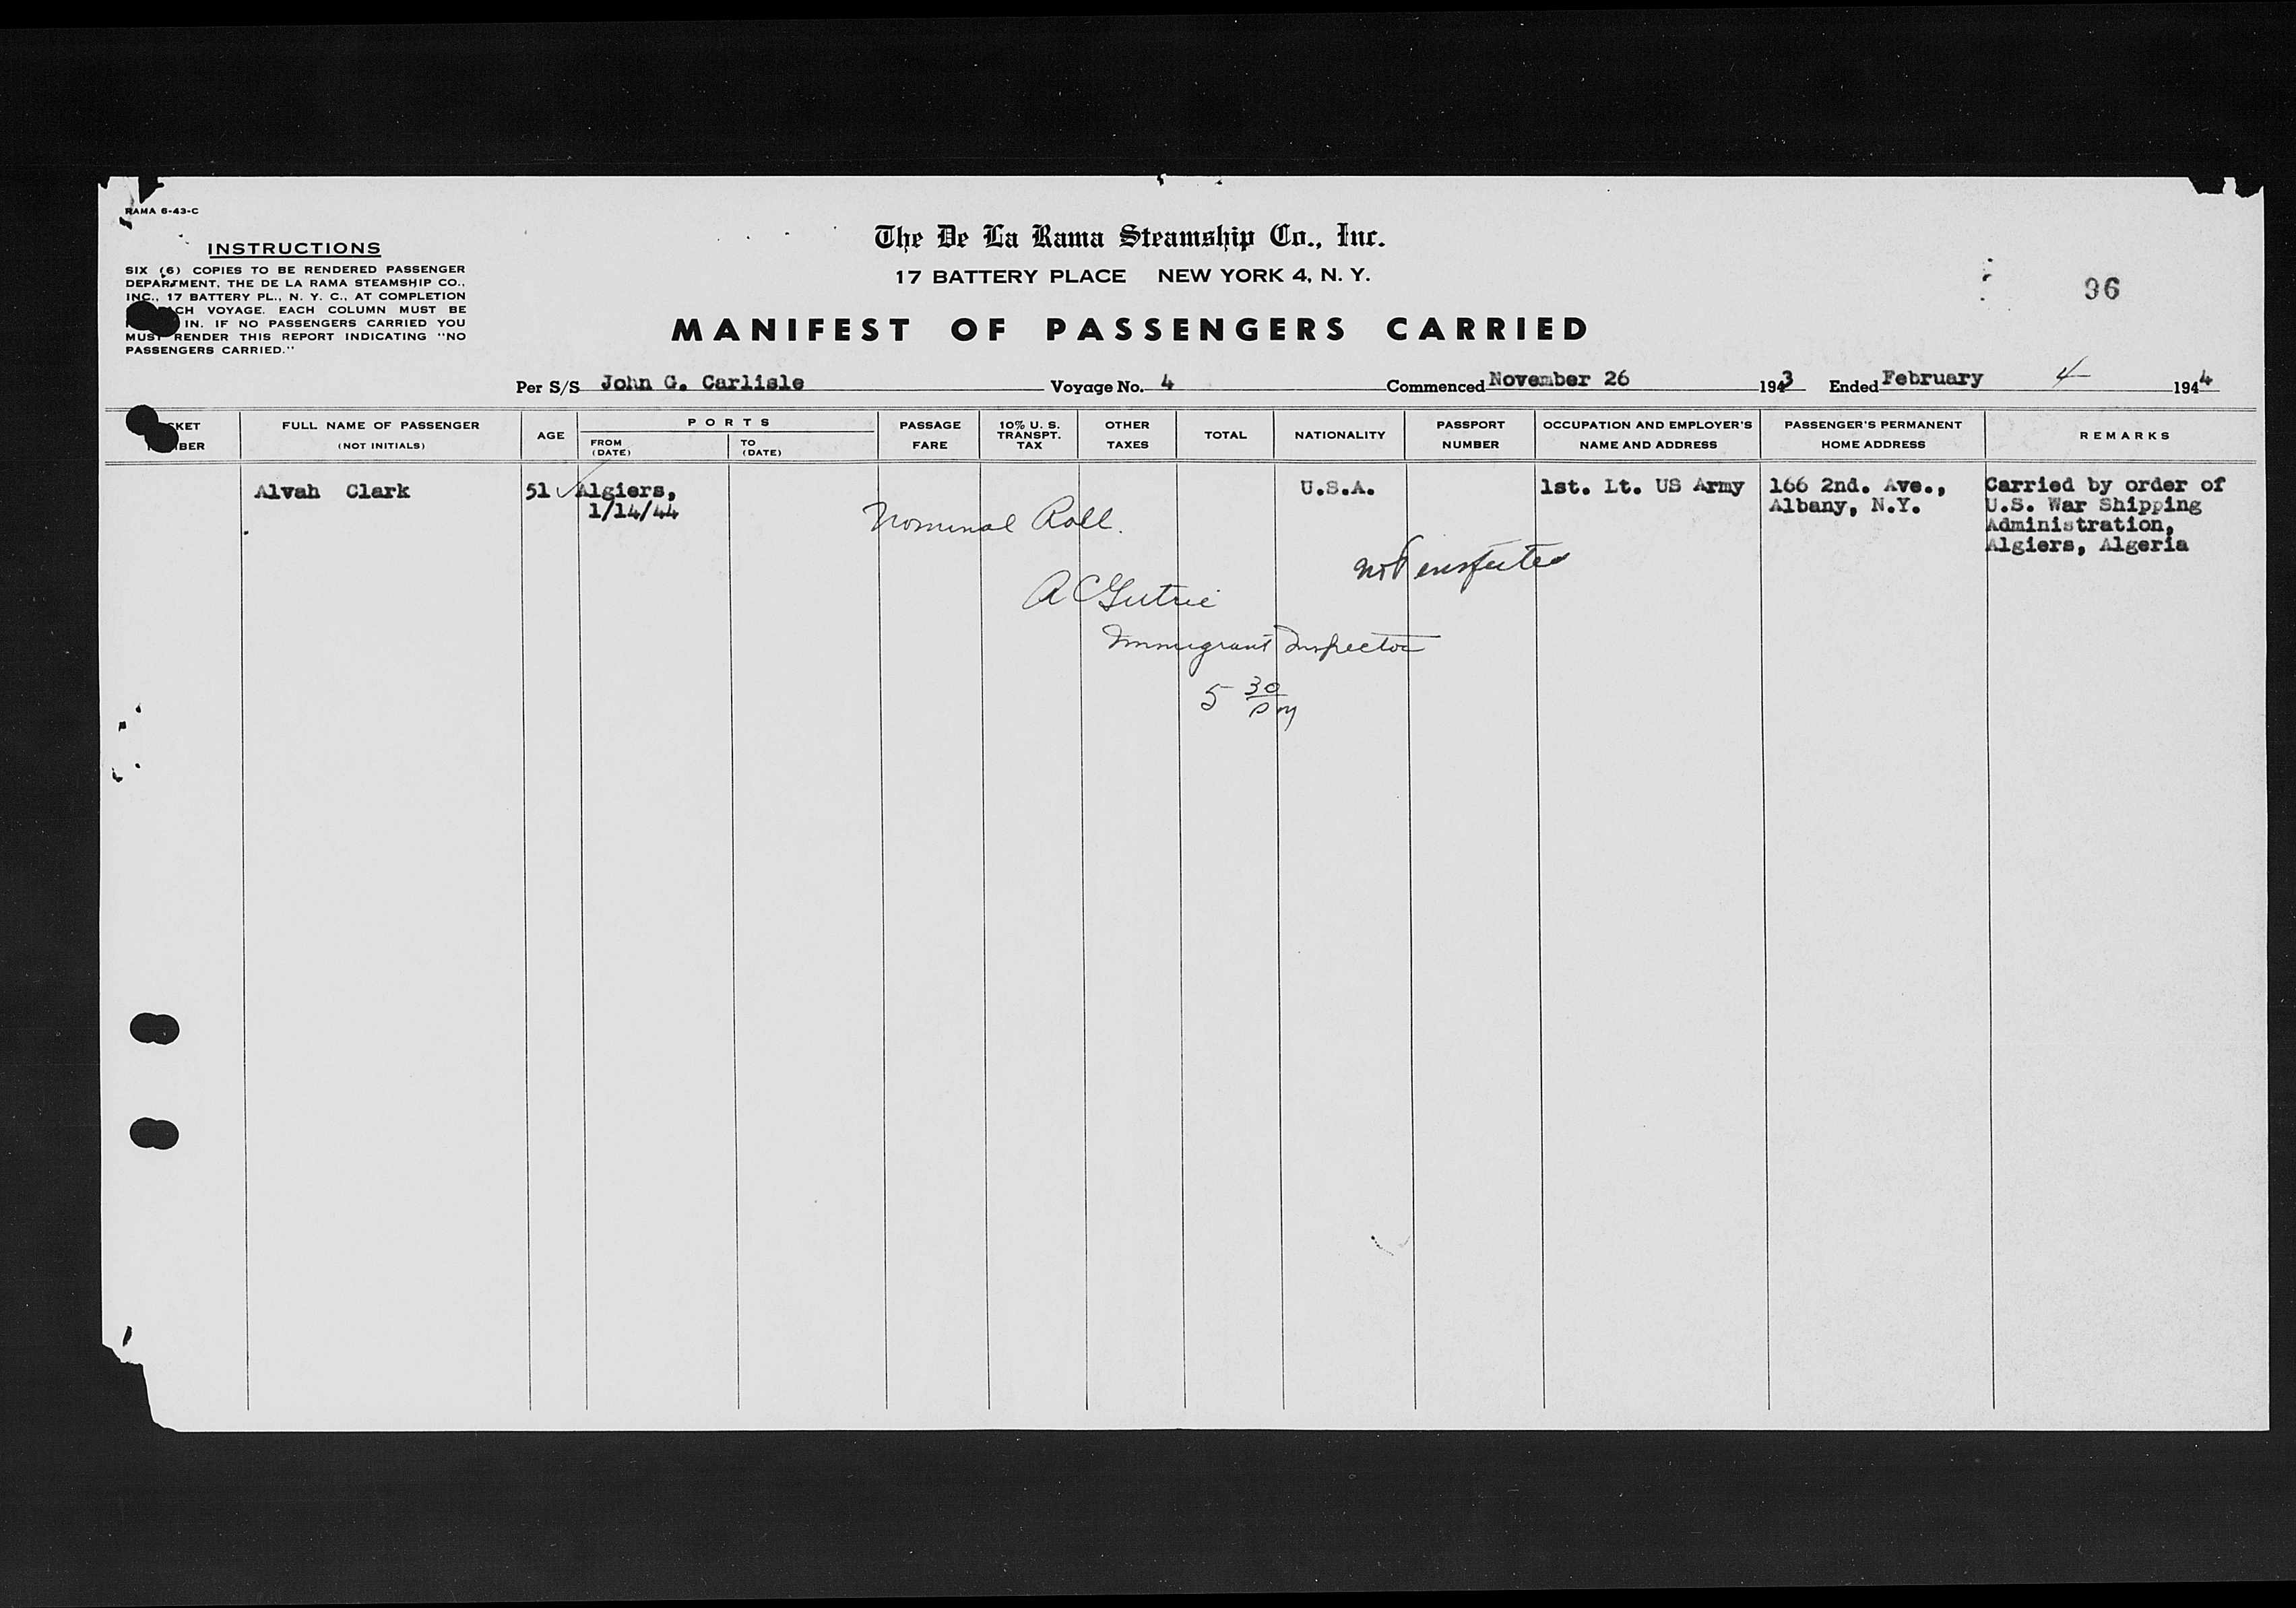 RAMA 6-43-C
INSTRUCTIONS
SIX (6) COPIES TO BE RENDERED PASSENGER
DEPARTMENT, THE DE LA RAMA STEAMSHIP CO.,
INC., 17 BATTERY PL., N. Y. C., AT COMPLETION
CH VOYAGE. EACH COLUMN MUST BE
IN. IF NO PASSENGERS CARRIED YOU
MUST RENDER THIS REPORT INDICATING "NO
PASSENGERS CARRIED."
The De La Rama Steamship Co., Inc.
17 BATTERY PLACE NEW YORK 4, N. Y.
96
MANIFEST OF PASSENGERS CARRIED
Per S/S John G. Carlisle Voyage No. 4 Commenced November 26 1943 Ended February 4 1944
KET
BER
FULL NAME OF PASSENGER
(NOT INITIALS)
AGE
PORTS
FROM
(DATE)
TO
(DATE)
PASSAGE
FARE
10% U. S.
TRANSPT.
TAX
OTHER
TAXES
TOTAL
NATIONALITY
PASSPORT
NUMBER
OCCUPATION AND EMPLOYER'S
NAME AND ADDRESS
PASSENGER'S PERMANENT
HOME ADDRESS
REMARKS
Alvah Clark
51
Algiers,
1/14/44
U.S.A.
1st. Lt. US Army
166 2nd. Ave.,
Albany, N.Y.
Carried by order of
U.S. War Shipping
Administration,
Algiers, Algeria
Nominal Roll.
not
A C Gutrie
Immigrant Inspector
5 30
PM